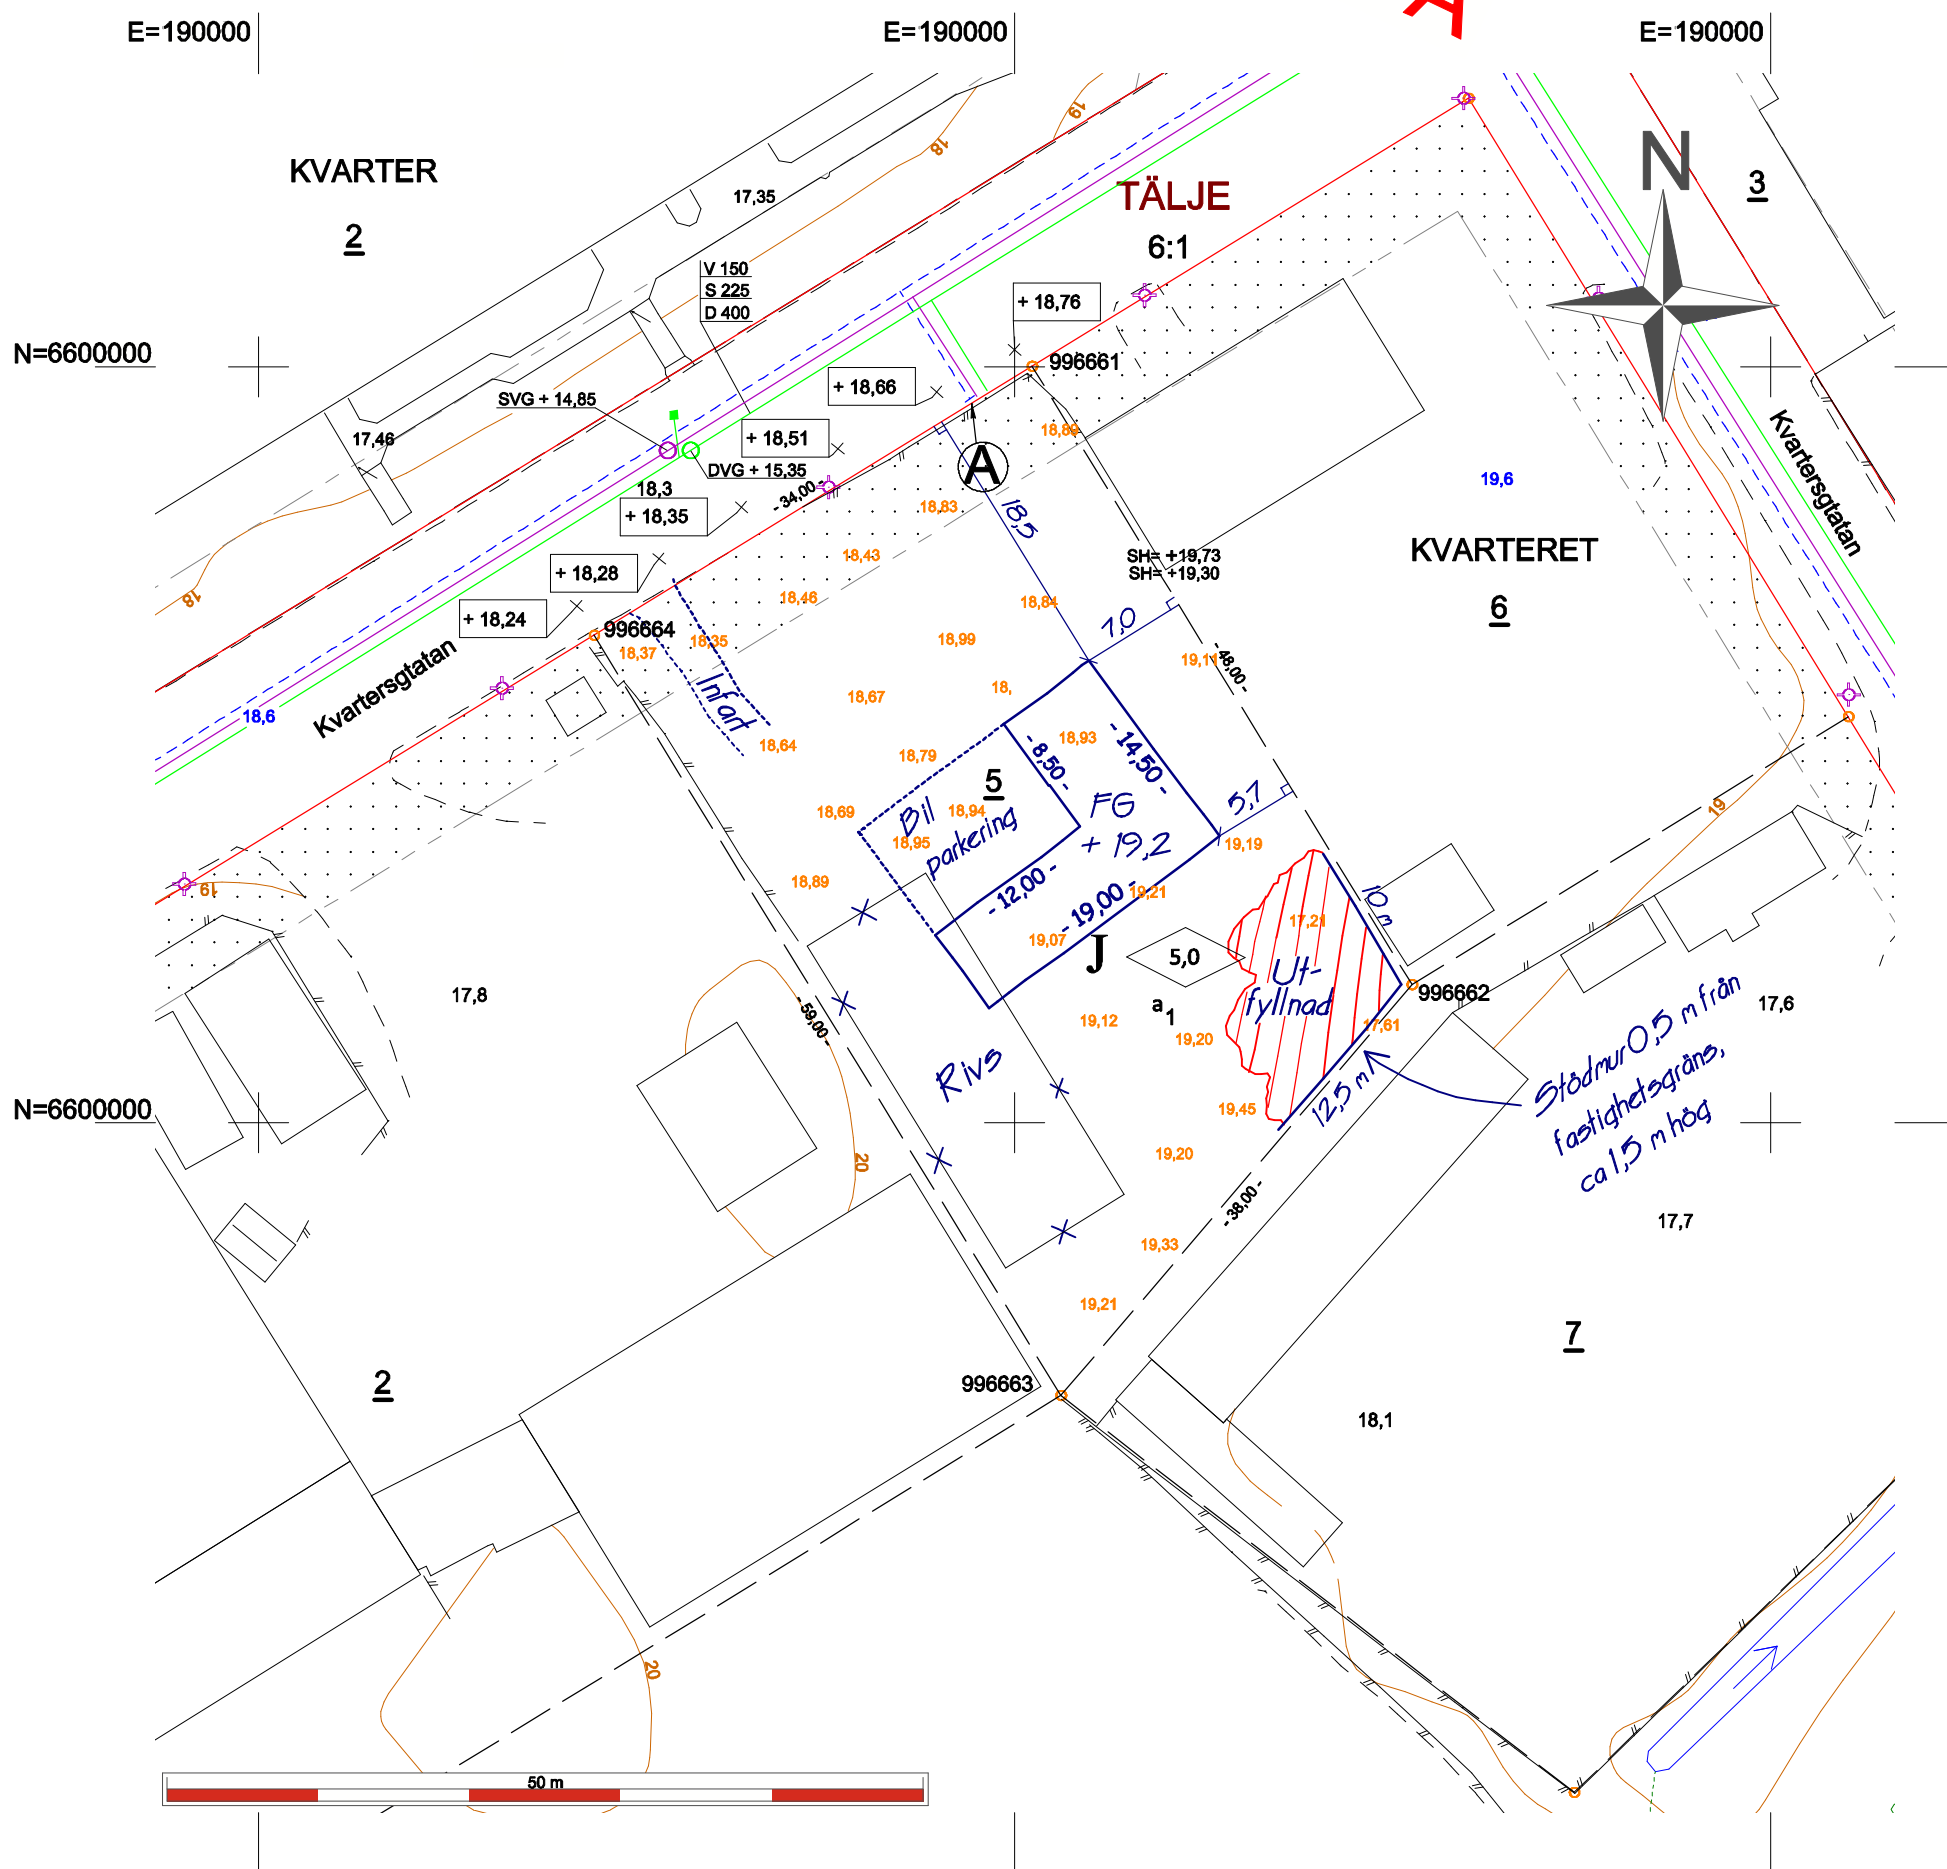 E=190000
E=190000
E=190000
A
KVARTER
2
17,35
18
19
TÄLJE
6:1
N
3
V 150
S 225
D 400
+ 18,76
N=6600000
996661
SVG + 14,85
+ 18,66
17,46
+ 18,51
18,89
A
DVG + 15,35
18,3
- 34,00 -
+ 18,35
18,83
18,5
19,6
Kvartersgtatan
18,43
SH= +19,73
SH= +19,30
KVARTERET
6
+ 18,28
18
18,46
18,84
+ 18,24
996664
7,0
18,37
18,35
18,99
19,11
- 48,00 -
Kvartersgtatan
Infart
18,67
18,
18,6
18,64
18,79
18,93
- 8,50 -
- 14,50 -
5
5,7
18,69
Bil
parkering
18,94
18,95
FG
+ 19,2
19,19
19
18,89
- 12,00 -
- 19,00 -
19,21
19
10 m
17,21
19,07
J
5,0
Ut-
fyllnad
17,8
- 59,00 -
996662
17,6
a1
19,12
19,20
17,61
Stödmur 0,5 m från
fastighetsgräns,
ca 1,5 m hög
Rivs
N=6600000
19,45
12,5 m
20
19,20
- 38,00 -
17,7
19,33
19,21
7
2
996663
18,1
20
50 m